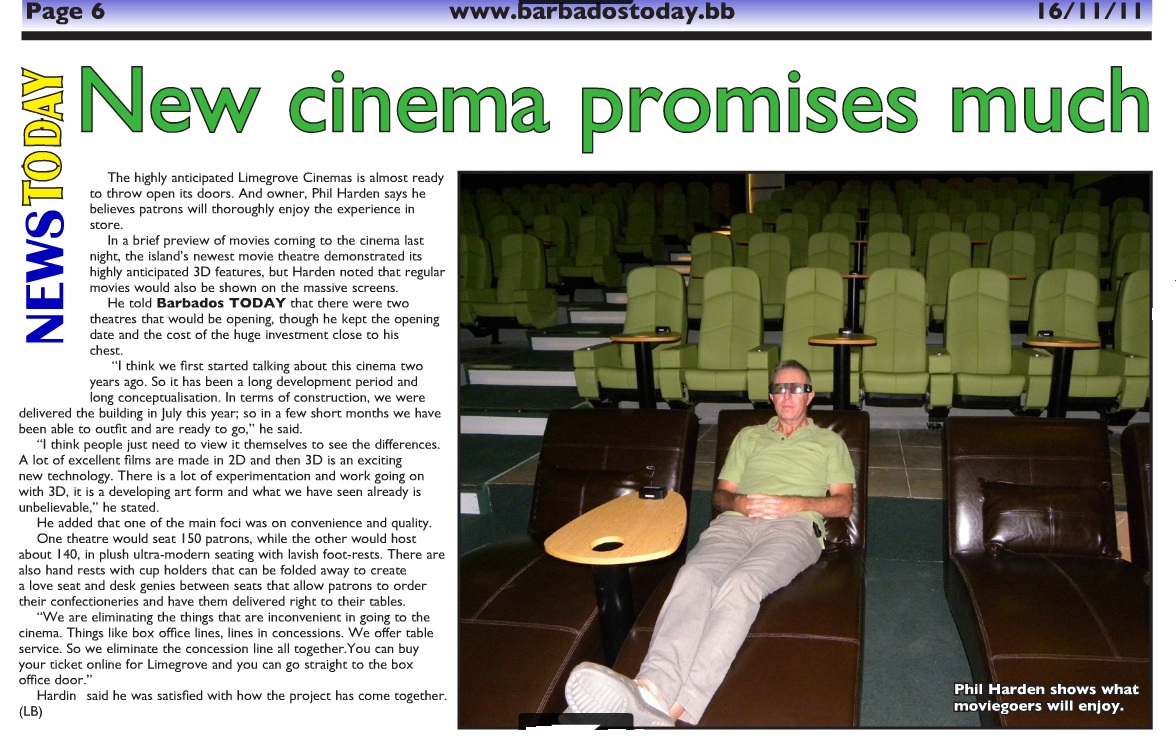 Page 6
www.barbadostoday.bb
16/11/11
NEWS TODAY
New cinema promises much
The highly anticipated Limegrove Cinemas is almost ready
to throw open its doors. And owner, Phil Harden says he
believes patrons will thoroughly enjoy the experience in
store.
In a brief preview of movies coming to the cinema last
night, the island's newest movie theatre demonstrated its
highly anticipated 3D features, but Harden noted that regular
movies would also be shown on the massive screens.
He told Barbados TODAY that there were two
theatres that would be opening, though he kept the opening
date and the cost of the huge investment close to his
chest.
“I think we first started talking about this cinema two
years ago. So it has been a long development period and
long conceptualisation. In terms of construction, we were
delivered the building in July this year; so in a few short months we have
been able to outfit and are ready to go,” he said.
“I think people just need to view it themselves to see the differences.
A lot of excellent films are made in 2D and then 3D is an exciting
new technology. There is a lot of experimentation and work going on
with 3D, it is a developing art form and what we have seen already is
unbelievable,” he stated.
He added that one of the main foci was on convenience and quality.
One theatre would seat 150 patrons, while the other would host
about 140, in plush ultra-modern seating with lavish foot-rests. There are
also hand rests with cup holders that can be folded away to create
a love seat and desk genies between seats that allow patrons to order
their confectioneries and have them delivered right to their tables.
“We are eliminating the things that are inconvenient in going to the
cinema. Things like box office lines, lines in concessions. We offer table
service. So we eliminate the concession line all together.You can buy
your ticket online for Limegrove and you can go straight to the box
office door.”
Hardin said he was satisfied with how the project has come together.
(LB)
Phil Harden shows what
moviegoers will enjoy.